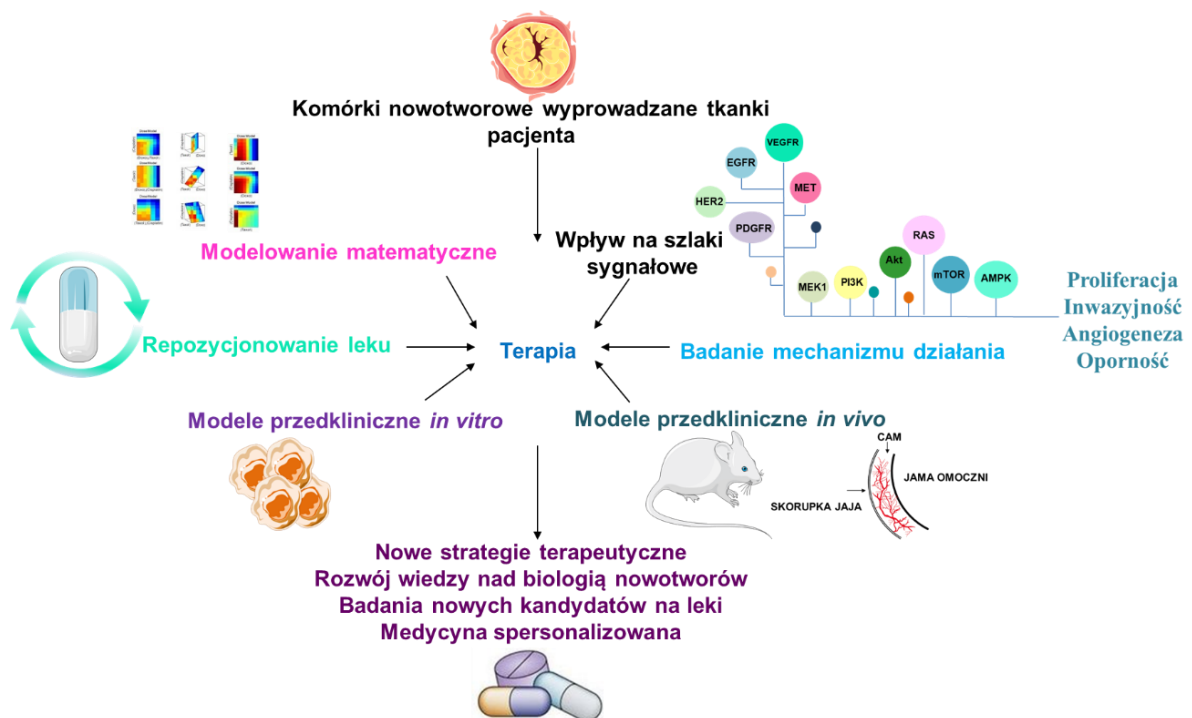 Komórki nowotworowe wyprowadzane tkanki
pacjenta
VEGFR
EGFR
MET
HER2
PDGFR
RAS
Akt
mTOR
AMPK
PI3K
MEK1
Modelowanie matematyczne
Wpływ na szlaki
sygnałowe
Proliferacja
Inwazyjność
Angiogeneza
Oporność
Repozycjonowanie leku
Terapia
Badanie mechanizmu działania
Modele przedkliniczne in vitro
Modele przedkliniczne in vivo
CAM
JAMA OMOCZNI
SKORUPKA JAJA
Nowe strategie terapeutyczne
Rozwój wiedzy nad biologią nowotworów
Badania nowych kandydatów na leki
Medycyna spersonalizowana